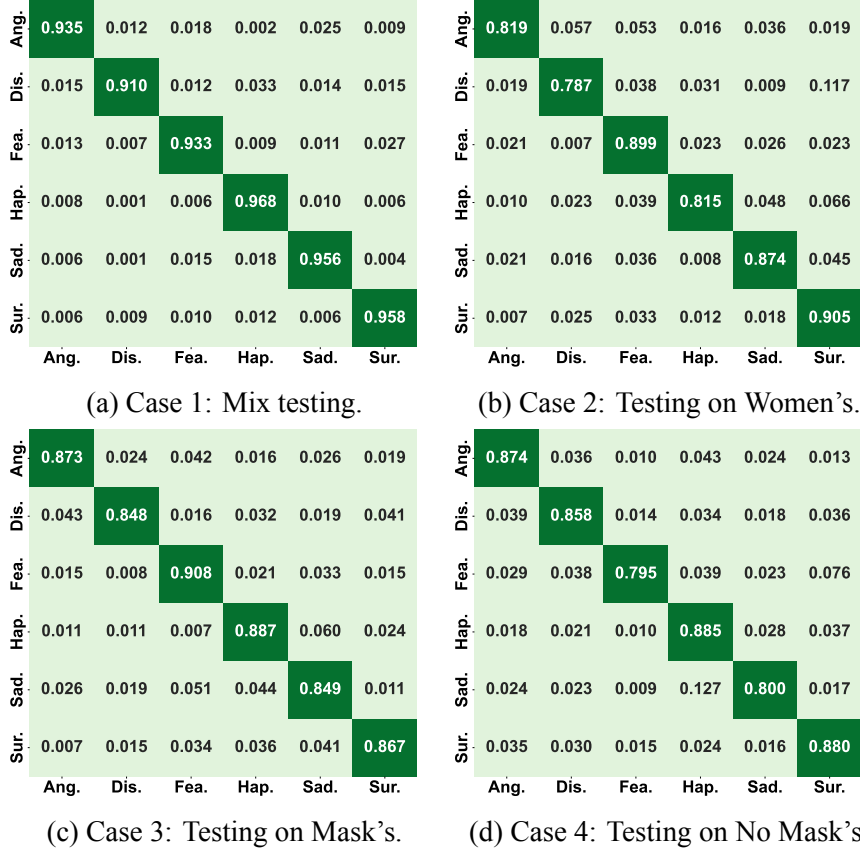 Ang. 0.935 0.012 0.018 0.002 0.025 0.009
Dis. 0.015 0.910 0.012 0.033 0.014 0.015
Fea. 0.013 0.007 0.933 0.009 0.011 0.027
Hap. 0.008 0.001 0.006 0.968 0.010 0.006
Sad. 0.006 0.001 0.015 0.018 0.956 0.004
Sur. 0.006 0.009 0.010 0.012 0.006 0.958
Ang. Dis. Fea. Hap. Sad. Sur.
(a) Case 1: Mix testing.
Ang. 0.819 0.057 0.053 0.016 0.036 0.019
Dis. 0.019 0.787 0.038 0.031 0.009 0.117
Fea. 0.021 0.007 0.899 0.023 0.026 0.023
Hap. 0.010 0.023 0.039 0.815 0.048 0.066
Sad. 0.021 0.016 0.036 0.008 0.874 0.045
Sur. 0.007 0.025 0.033 0.012 0.018 0.905
Ang. Dis. Fea. Hap. Sad. Sur.
(b) Case 2: Testing on Women's.
Ang. 0.873 0.024 0.042 0.016 0.026 0.019
Dis. 0.043 0.848 0.016 0.032 0.019 0.041
Fea. 0.015 0.008 0.908 0.021 0.033 0.015
Hap. 0.011 0.011 0.007 0.887 0.060 0.024
Sad. 0.026 0.019 0.051 0.044 0.849 0.011
Sur. 0.007 0.015 0.034 0.036 0.041 0.867
Ang. Dis. Fea. Hap. Sad. Sur.
(c) Case 3: Testing on Mask's.
Ang. 0.874 0.036 0.010 0.043 0.024 0.013
Dis. 0.039 0.858 0.014 0.034 0.018 0.036
Fea. 0.029 0.038 0.795 0.039 0.023 0.076
Hap. 0.018 0.021 0.010 0.885 0.028 0.037
Sad. 0.024 0.023 0.009 0.127 0.800 0.017
Sur. 0.035 0.030 0.015 0.024 0.016 0.880
Ang. Dis. Fea. Hap. Sad. Sur.
(d) Case 4: Testing on No Mask's